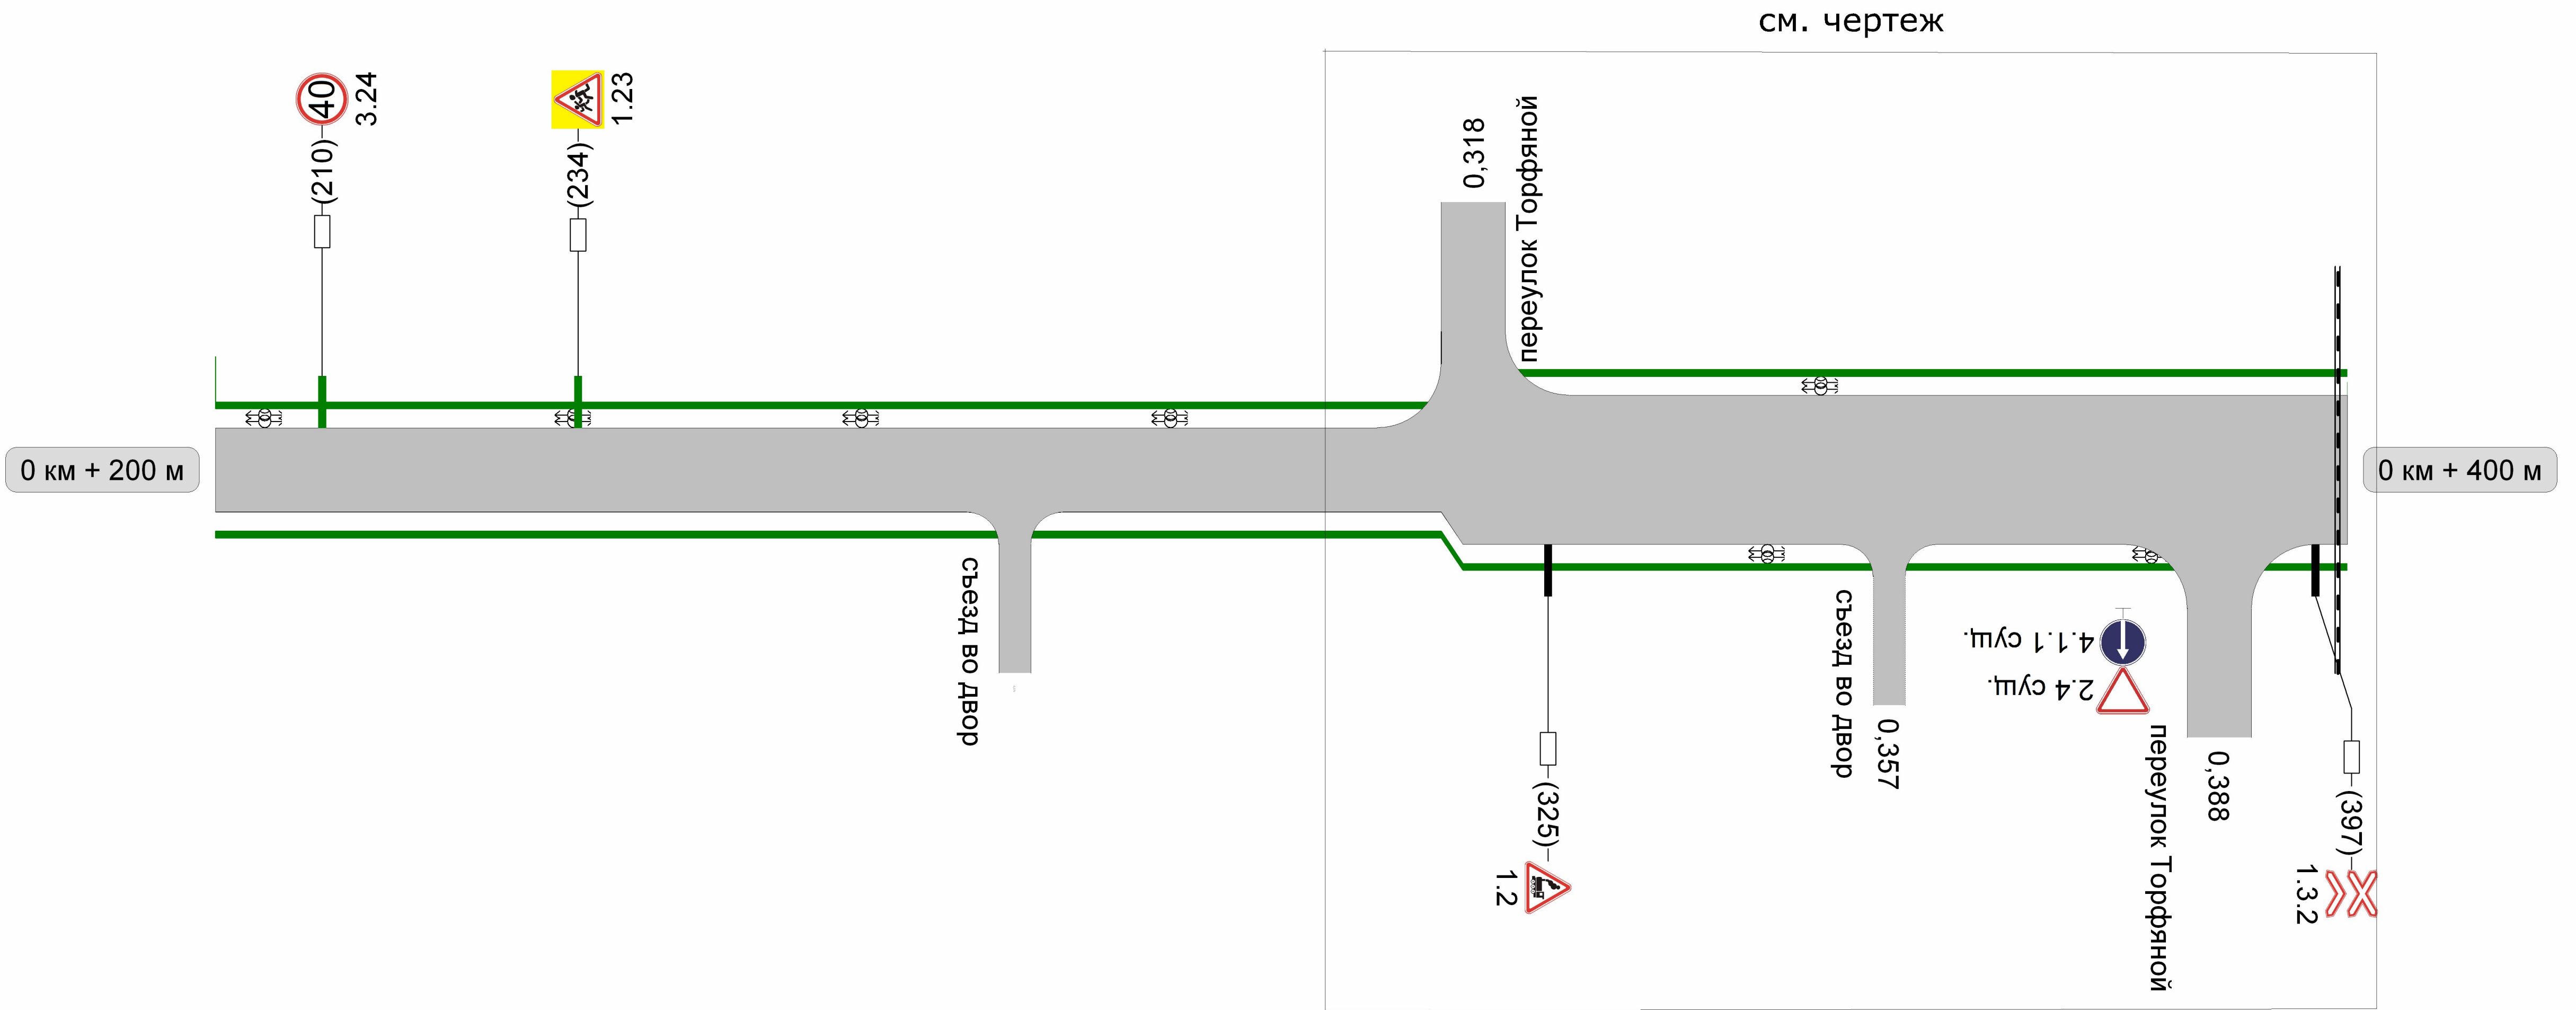 см. чертеж
40
3.24
(210)
1.23
(234)
0,318
переулок Торфяной
0 км + 200 м
0 км + 400 м
съезд во двор
съезд во двор
0,357
4.1.1 сущ.
2.4 сущ.
переулок Торфяной
0,388
(325)
1.2
(397)
1.3.2